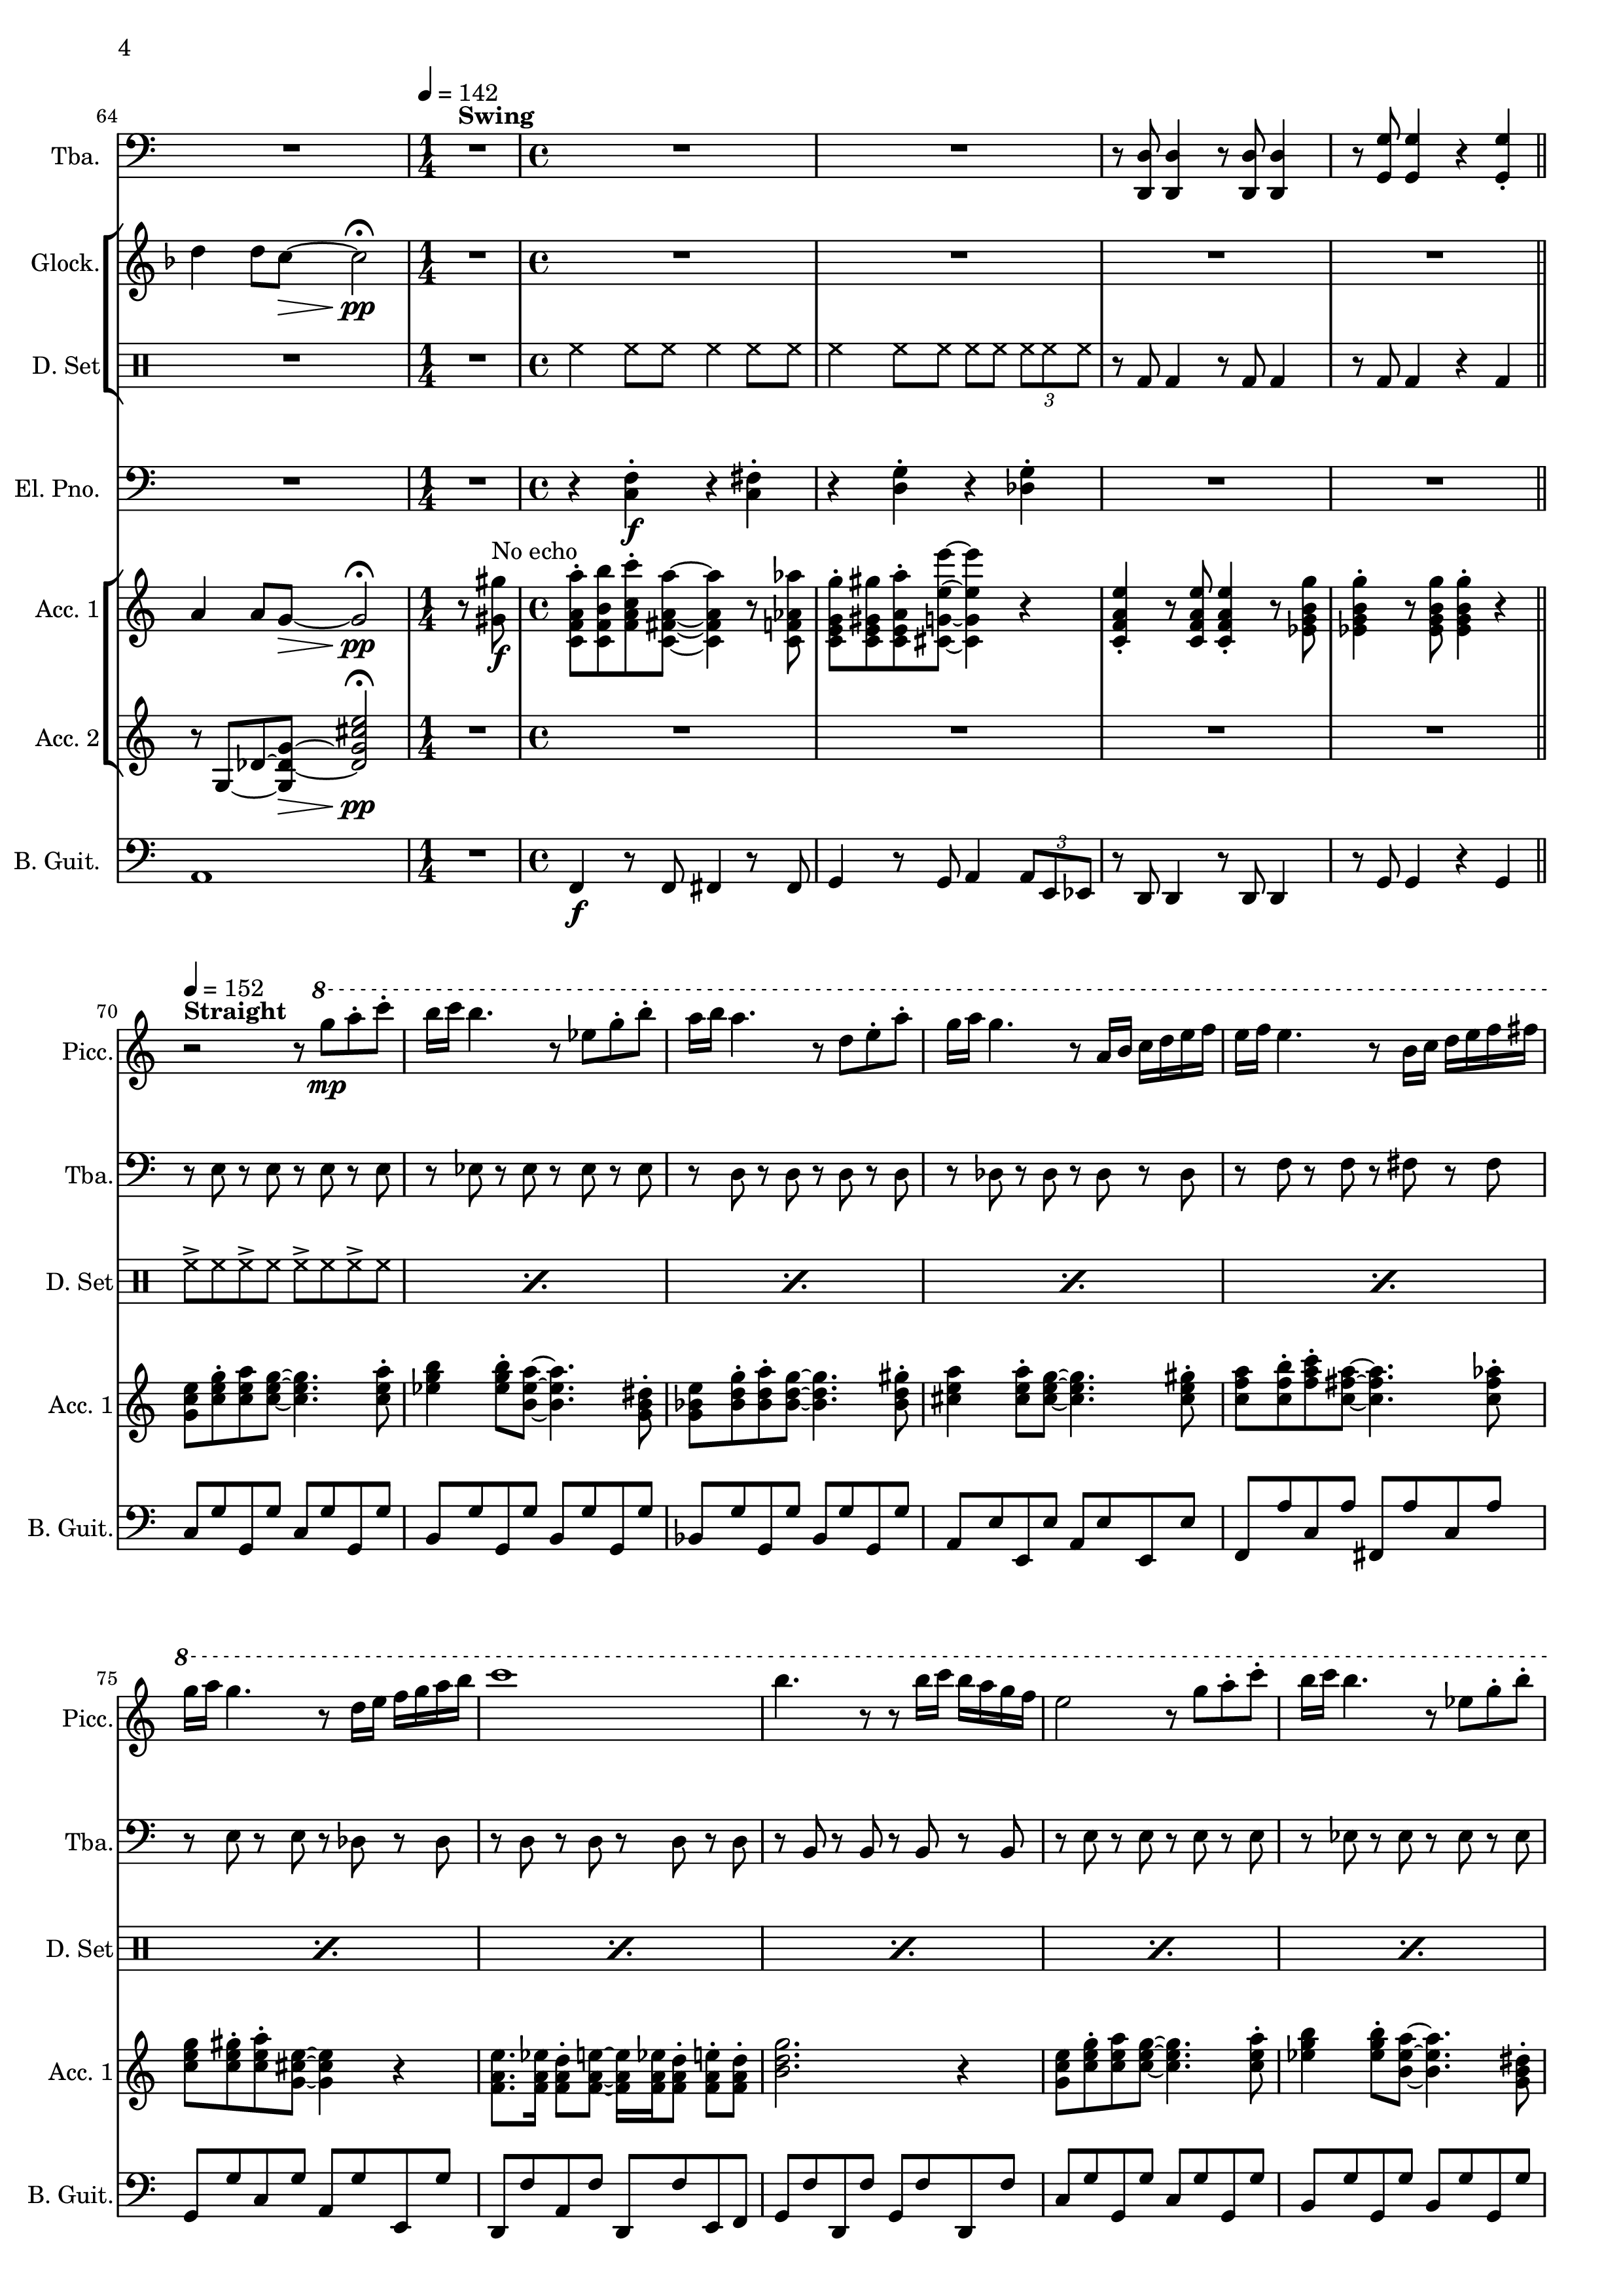 4
= 142
64
Swing
Tba.
Glock.
pp
D. Set
3
El. Pno.
f
No echo
Acc. 1
pp
f
Acc. 2
pp
B. Guit.
3
f
= 152
70
Straight
8
Picc.
mp
Tba.
D. Set
Acc. 1
B. Guit.
8
75
Picc.
Tba.
D. Set
Acc. 1
B. Guit.